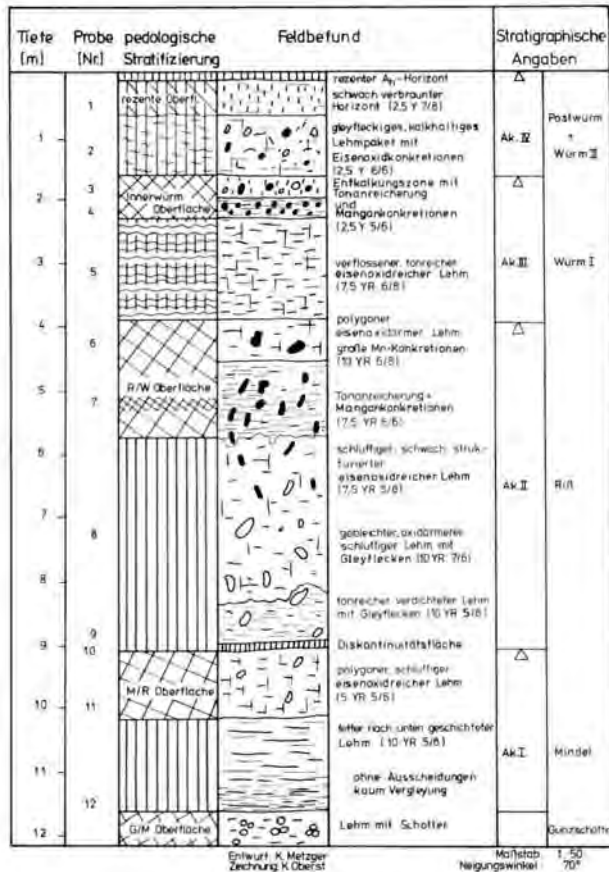 Tiefe Probe pedologische Feldbefund Stratigraphische
[m] [Nr.] Stratifizierung Angaben
rezenter Ah-Horizont
1 rezente Oberfl. schwach verbraunter
Horizont (2,5 Y 7/8)
gleyfleckiges, kalkhaltiges Postwürm
1 Lehmpaket mit Ak. IV +
2 Eisenoxidkonkretionen Würm II
(2,5 Y 6/6)
3 Entkalkungszone mit
2 Innerwürm Tonanreicherung
4 Oberfläche und
Mangankonkretionen
(2,5 Y 5/6)
3 verflossener, tonreicher Ak. III Würm I
5 eisenoxidreicher Lehm
(7,5 YR 6/8)
4 polygoner
6 eisenoxidarmer Lehm
große Mn-Konkretionen
(10 YR 6/8)
5 R/W Oberfläche
7 Tonanreicherung +
Mangankonkretionen
(7,5 YR 6/6)
6 schluffiger, schwach struk-
turierter
eisenoxidreicher Lehm Ak. II Riß
(7,5 YR 5/8)
7
8 gebleichter, oxidärmerer
schluffiger Lehm mit
Gleyflecken (10 YR 7/6)
8
tonreicher verdichteter Lehm
mit Gleyflecken (10 YR 5/8)
9
9 10 Diskontinuitätsfläche
polygoner, schluffiger
M/R Oberfläche eisenoxidreicher Lehm
10 11 (5 YR 5/6)
fetter nach unten geschichteter
Lehm (10 YR 5/8) Ak. I Mindel
11 ohne Ausscheidungen
12 kaum Vergleyung
12 G/M Oberfläche Lehm mit Schotter Günzschotter
Entwurf: K. Metzger Maßstab 1:50
Zeichnung: K. Oberst Neigungswinkel 70°